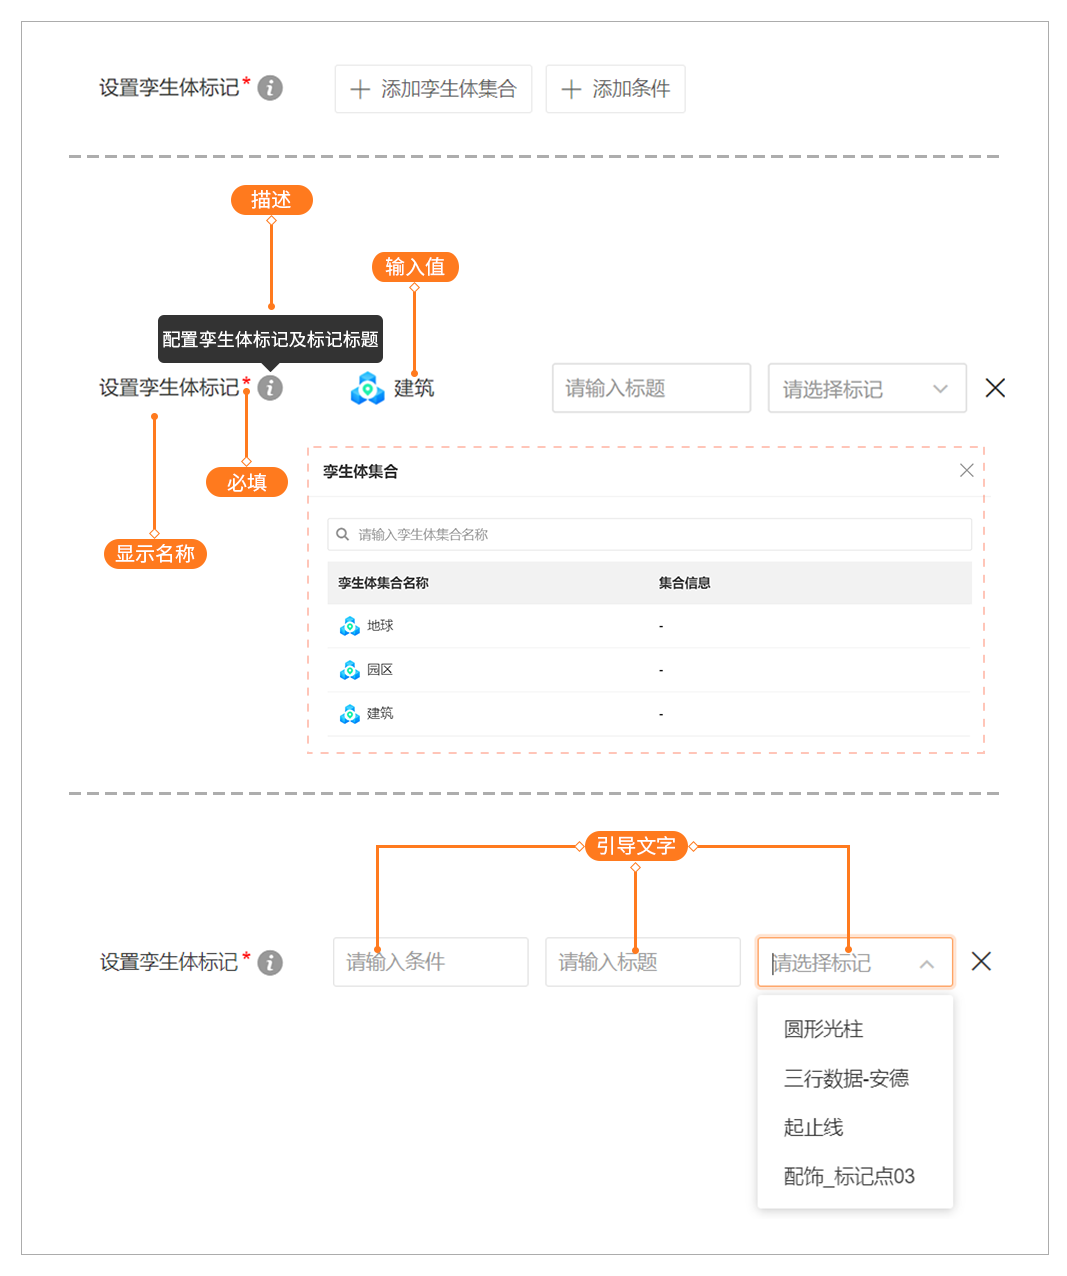 设置孪生体标记* i
+ 添加孪生体集合
+ 添加条件
描述
输入值
配置孪生体标记及标记标题
设置孪生体标记* i
建筑
请输入标题
请选择标记
必填
显示名称
孪生体集合
请输入孪生体集合名称
孪生体集合名称
集合信息
地球
-
园区
-
建筑
-
引导文字
设置孪生体标记* i
请输入条件
请输入标题
请选择标记
圆形光柱
三行数据-安德
起止线
配饰_标记点03